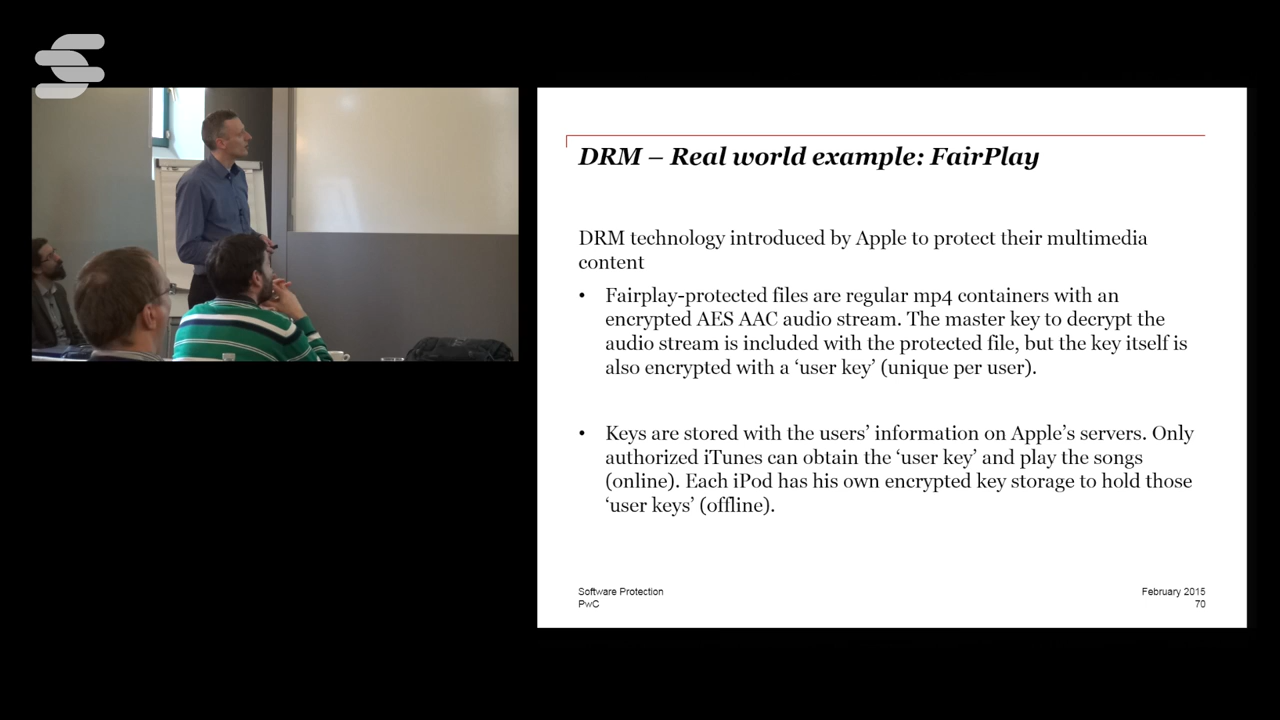 DRM – Real world example: FairPlay
DRM technology introduced by Apple to protect their multimedia
content
• Fairplay-protected files are regular mp4 containers with an
encrypted AES AAC audio stream. The master key to decrypt the
audio stream is included with the protected file, but the key itself is
also encrypted with a ‘user key’ (unique per user).
• Keys are stored with the users’ information on Apple’s servers. Only
authorized iTunes can obtain the ‘user key’ and play the songs
(online). Each iPod has his own encrypted key storage to hold those
‘user keys’ (offline).
Software Protection
PwC
February 2015
70